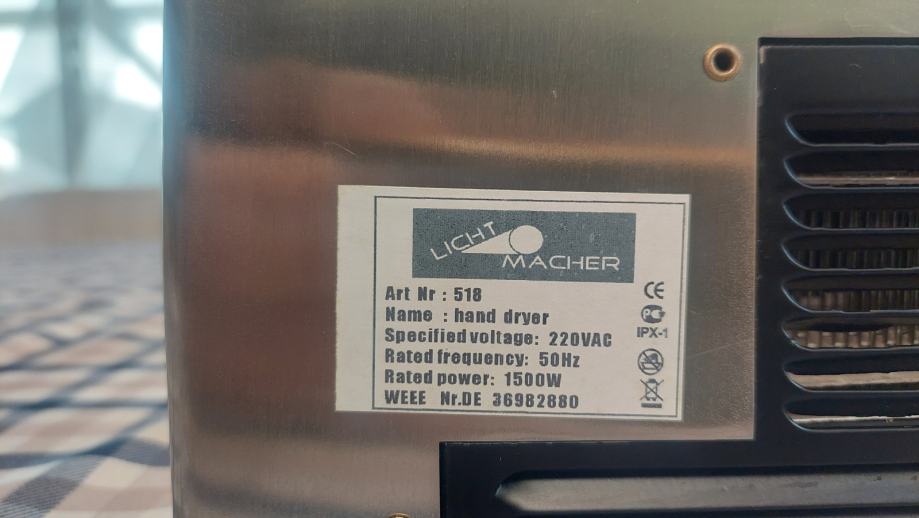 LICHT
MACHER
Art Nr : 518
Name : hand dryer
Specified voltage: 220VAC
Rated frequency: 50Hz
Rated power: 1500W
WEEE Nr.DE 36982880
CE
PC
IPX-1